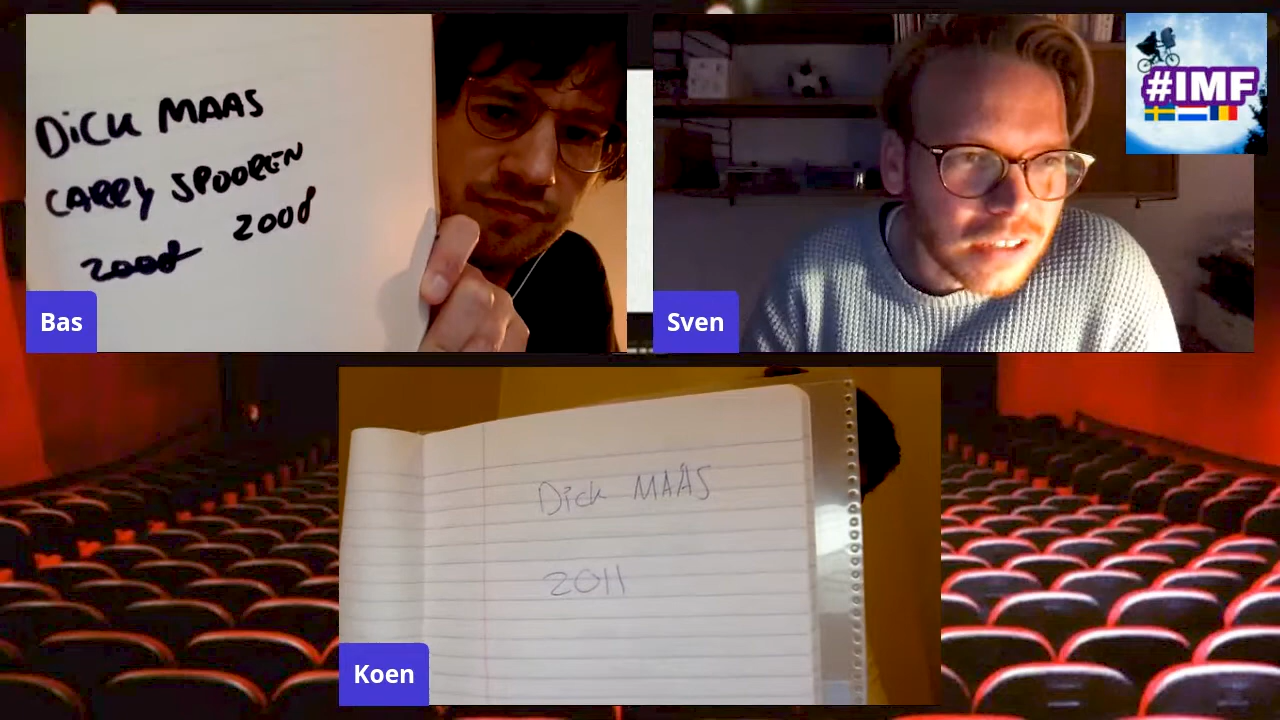 DICK MAAS
CARRY SPOOREN
2008 2008
Bas
Sven
#IMF
Dick MAAS
2011
Koen